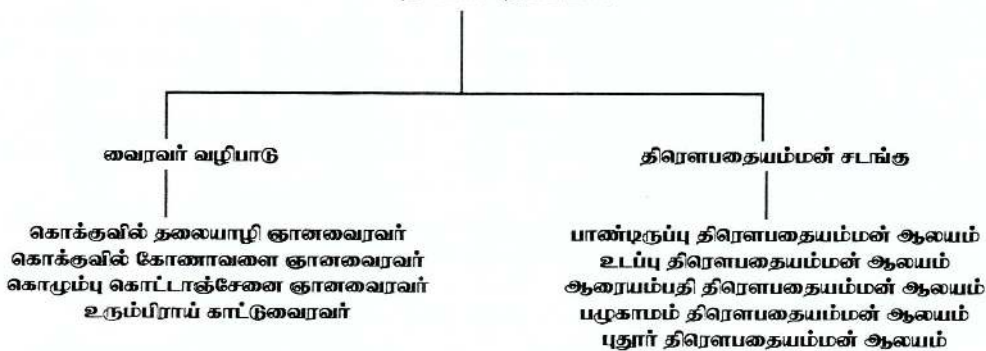 வைரவர் வழிபாடு
கொக்குவில் தலையாழி ஞானவைரவர்
கொக்குவில் கோணாவளை ஞானவைரவர்
கொழும்பு கொட்டாஞ்சேனை ஞானவைரவர்
உரும்பிராய் காட்டுவைரவர்
திரௌபதையம்மன் சடங்கு
பாண்டிருப்பு திரௌபதையம்மன் ஆலயம்
உடப்பு திரௌபதையம்மன் ஆலயம்
ஆரையம்பதி திரௌபதையம்மன் ஆலயம்
பழுகாமம் திரௌபதையம்மன் ஆலயம்
புதூர் திரௌபதையம்மன் ஆலயம்